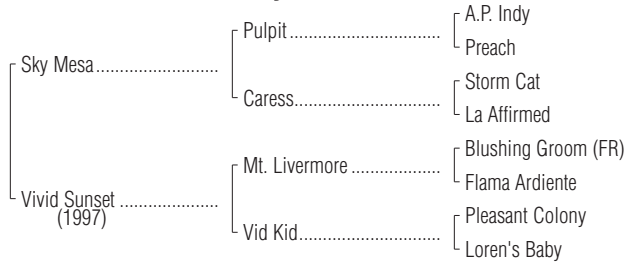 A.P. Indy
Pulpit
Preach
Sky Mesa
Storm Cat
Caress
La Affirmed
Blushing Groom (FR)
Mt. Livermore
Flama Ardiente
Vivid Sunset
(1997)
Pleasant Colony
Vid Kid
Loren's Baby